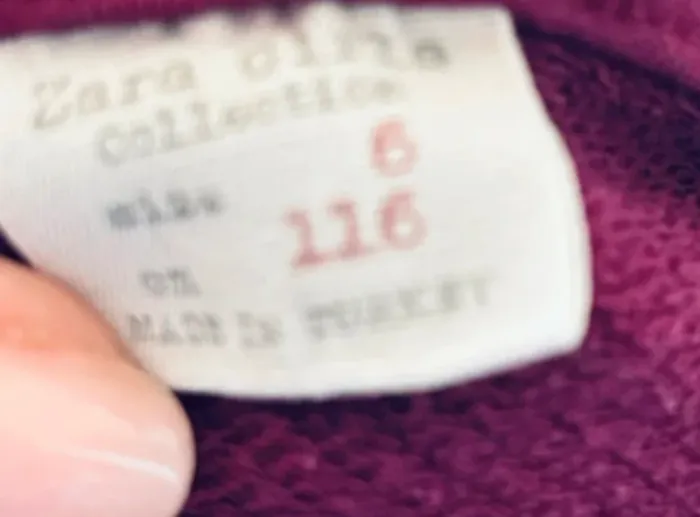 Zara Girls
Collection
size 6
116
cm
MADE IN TURKEY